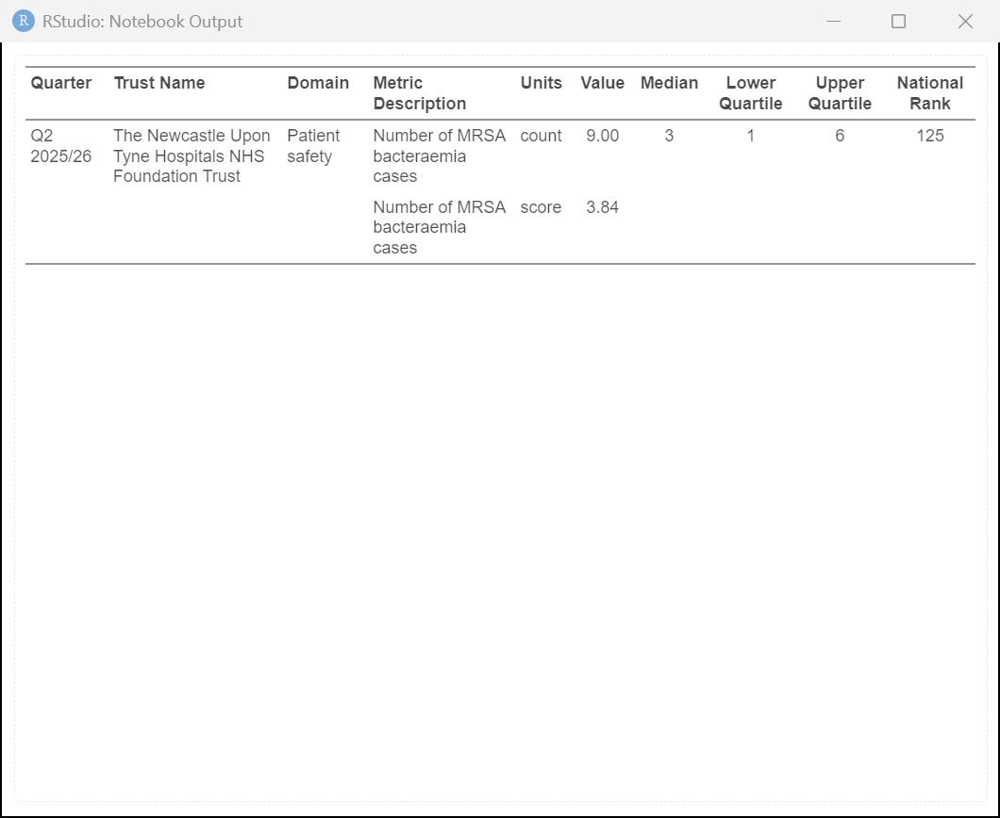 R RStudio: Notebook Output
Quarter Trust Name Domain Metric Description Units Value Median Lower Quartile Upper Quartile National Rank
Q2 2025/26 The Newcastle Upon Tyne Hospitals NHS Foundation Trust Patient safety Number of MRSA bacteraemia cases count 9.00 3 1 6 125
Number of MRSA bacteraemia cases score 3.84